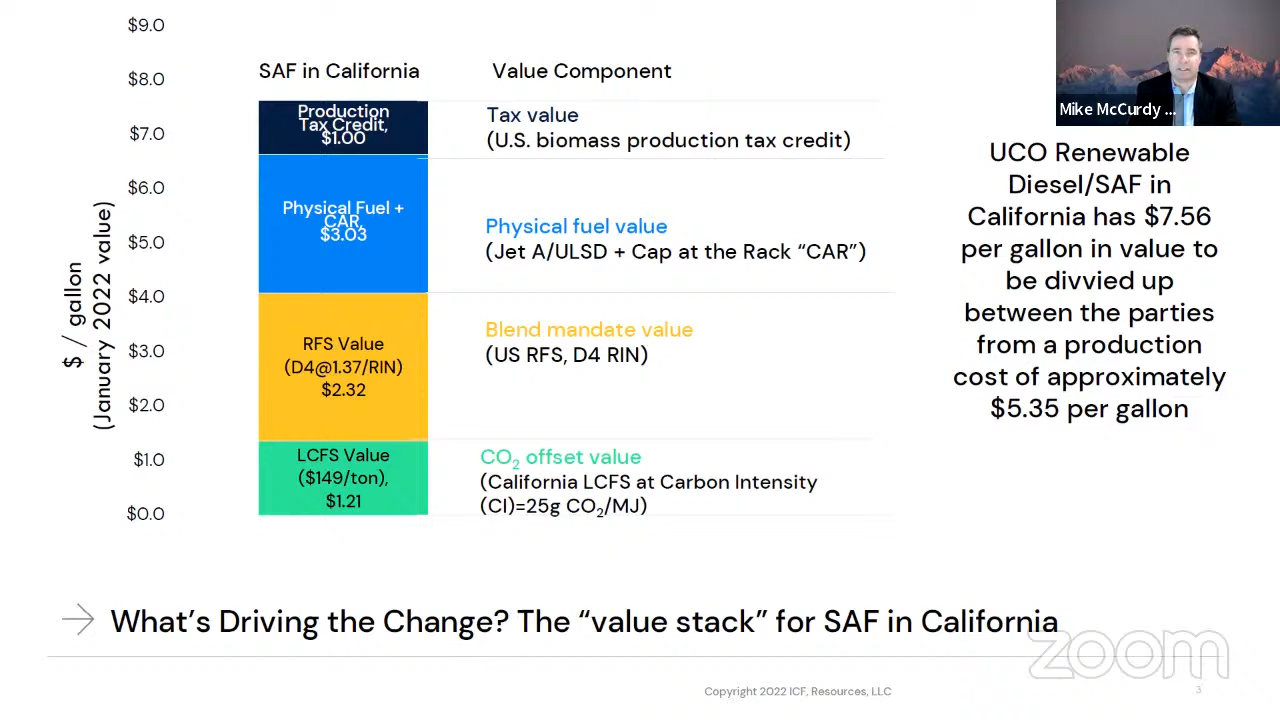 $9.0
$8.0
$7.0
$6.0
$5.0
$4.0
$3.0
$2.0
$1.0
$0.0
$ / gallon
(January 2022 value)
SAF in California
Value Component
Production
Tax Credit,
$1.00
Tax value
(U.S. biomass production tax credit)
Physical Fuel +
CAR,
$3.03
Physical fuel value
(Jet A/ULSD + Cap at the Rack “CAR”)
RFS Value
(D4@1.37/RIN)
$2.32
Blend mandate value
(US RFS, D4 RIN)
LCFS Value
($149/ton),
$1.21
CO₂ offset value
(California LCFS at Carbon Intensity
(CI)=25g CO₂/MJ)
Mike McCurdy ...
UCO Renewable
Diesel/SAF in
California has $7.56
per gallon in value to
be divvied up
between the parties
from a production
cost of approximately
$5.35 per gallon
What’s Driving the Change? The “value stack” for SAF in California
zoom
Copyright 2022 ICF, Resources, LLC
3